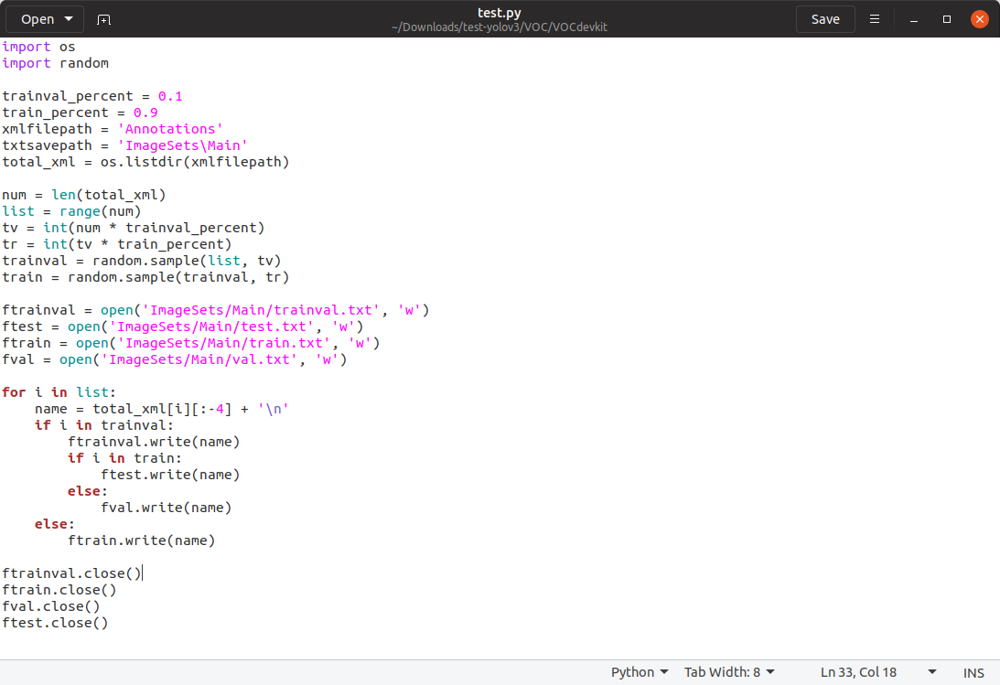 Open
test.py
~/Downloads/test-yolov3/VOC/VOCdevkit
Save
import os
import random

trainval_percent = 0.1
train_percent = 0.9
xmlfilepath = 'Annotations'
txtsavepath = 'ImageSets\Main'
total_xml = os.listdir(xmlfilepath)

num = len(total_xml)
list = range(num)
tv = int(num * trainval_percent)
tr = int(tv * train_percent)
trainval = random.sample(list, tv)
train = random.sample(trainval, tr)

ftrainval = open('ImageSets/Main/trainval.txt', 'w')
ftest = open('ImageSets/Main/test.txt', 'w')
ftrain = open('ImageSets/Main/train.txt', 'w')
fval = open('ImageSets/Main/val.txt', 'w')

for i in list:
    name = total_xml[i][:-4] + '\n'
    if i in trainval:
        ftrainval.write(name)
        if i in train:
            ftest.write(name)
        else:
            fval.write(name)
    else:
        ftrain.write(name)

ftrainval.close()
ftrain.close()
fval.close()
ftest.close()
Python
Tab Width: 8
Ln 33, Col 18
INS